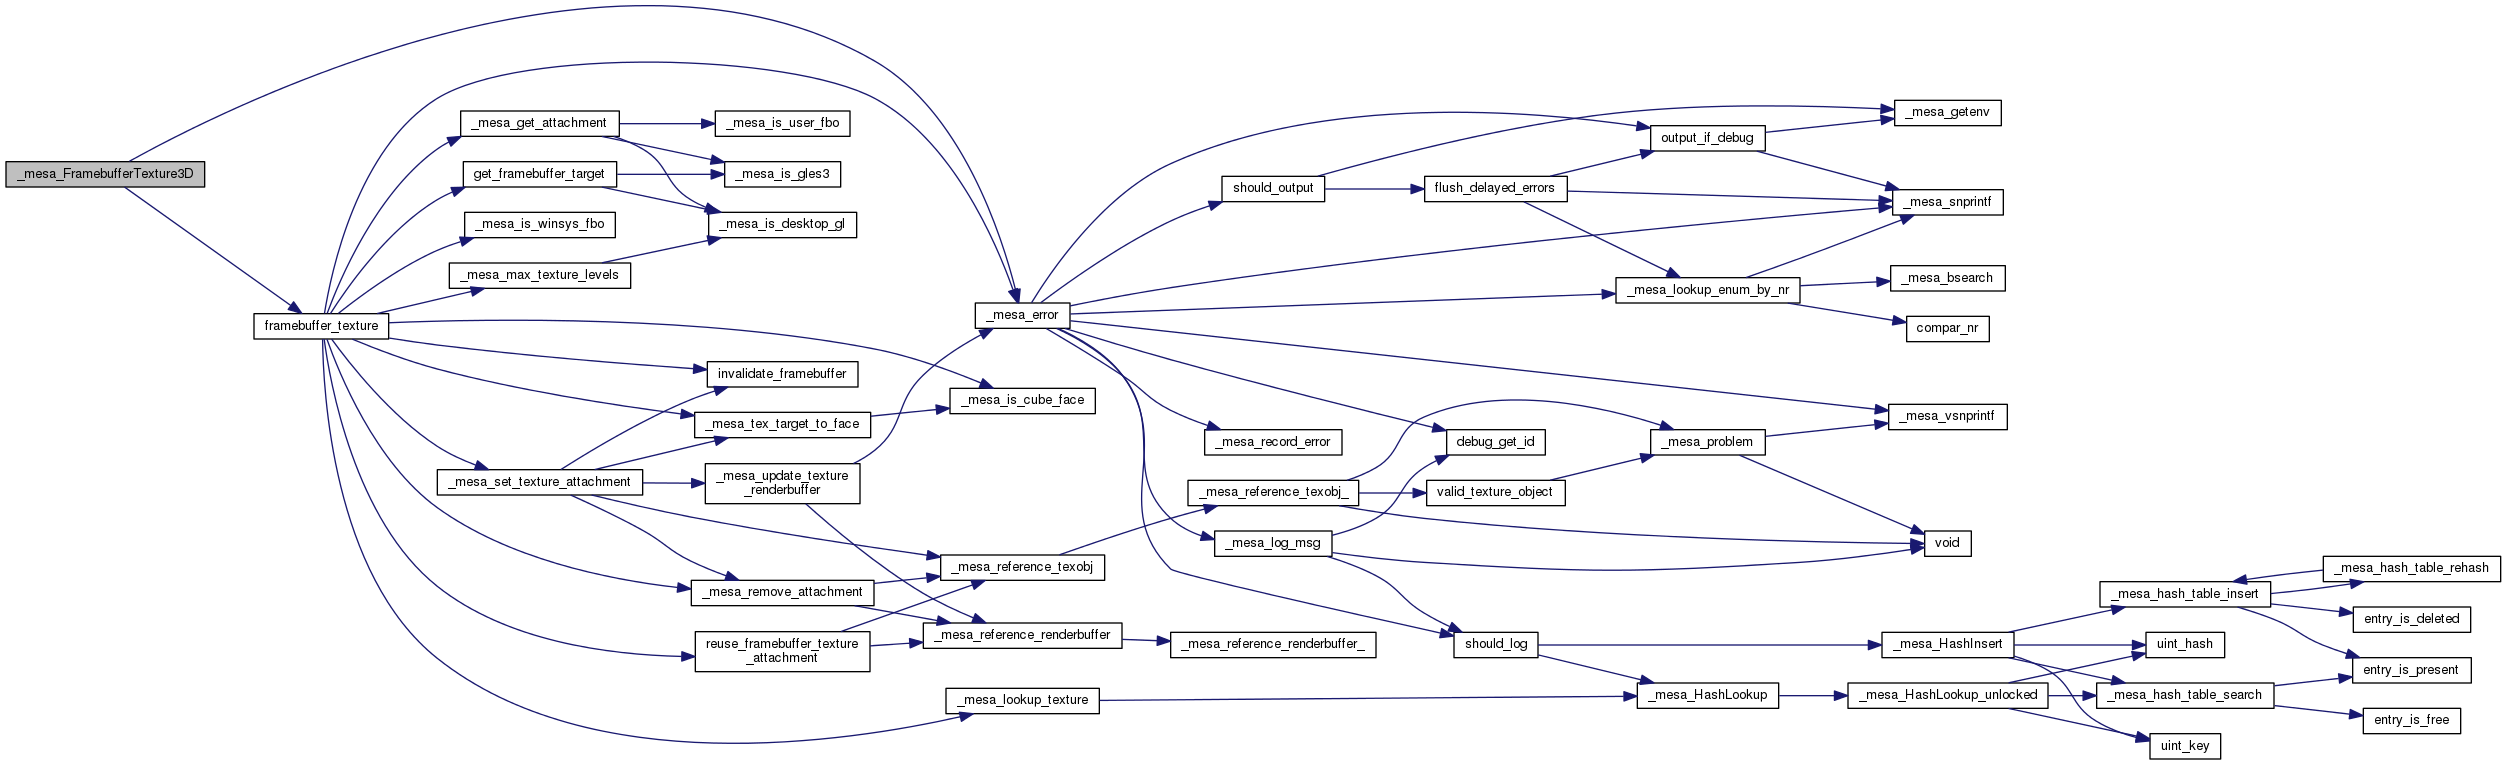 _mesa_FramebufferTexture3D
framebuffer_texture
_mesa_get_attachment
get_framebuffer_target
_mesa_is_winsys_fbo
_mesa_max_texture_levels
_mesa_set_texture_attachment
_mesa_is_user_fbo
_mesa_is_gles3
_mesa_is_desktop_gl
invalidate_framebuffer
_mesa_tex_target_to_face
_mesa_update_texture
_renderbuffer
_mesa_remove_attachment
reuse_framebuffer_texture
_attachment
_mesa_error
_mesa_is_cube_face
_mesa_reference_texobj
_mesa_reference_renderbuffer
_mesa_lookup_texture
should_output
_mesa_record_error
_mesa_reference_texobj_
_mesa_log_msg
_mesa_reference_renderbuffer_
flush_delayed_errors
debug_get_id
valid_texture_object
should_log
output_if_debug
_mesa_lookup_enum_by_nr
_mesa_problem
_mesa_HashLookup
_mesa_getenv
_mesa_snprintf
_mesa_bsearch
compar_nr
_mesa_vsnprintf
void
_mesa_HashInsert
_mesa_HashLookup_unlocked
_mesa_hash_table_insert
uint_hash
_mesa_hash_table_search
uint_key
_mesa_hash_table_rehash
entry_is_deleted
entry_is_present
entry_is_free